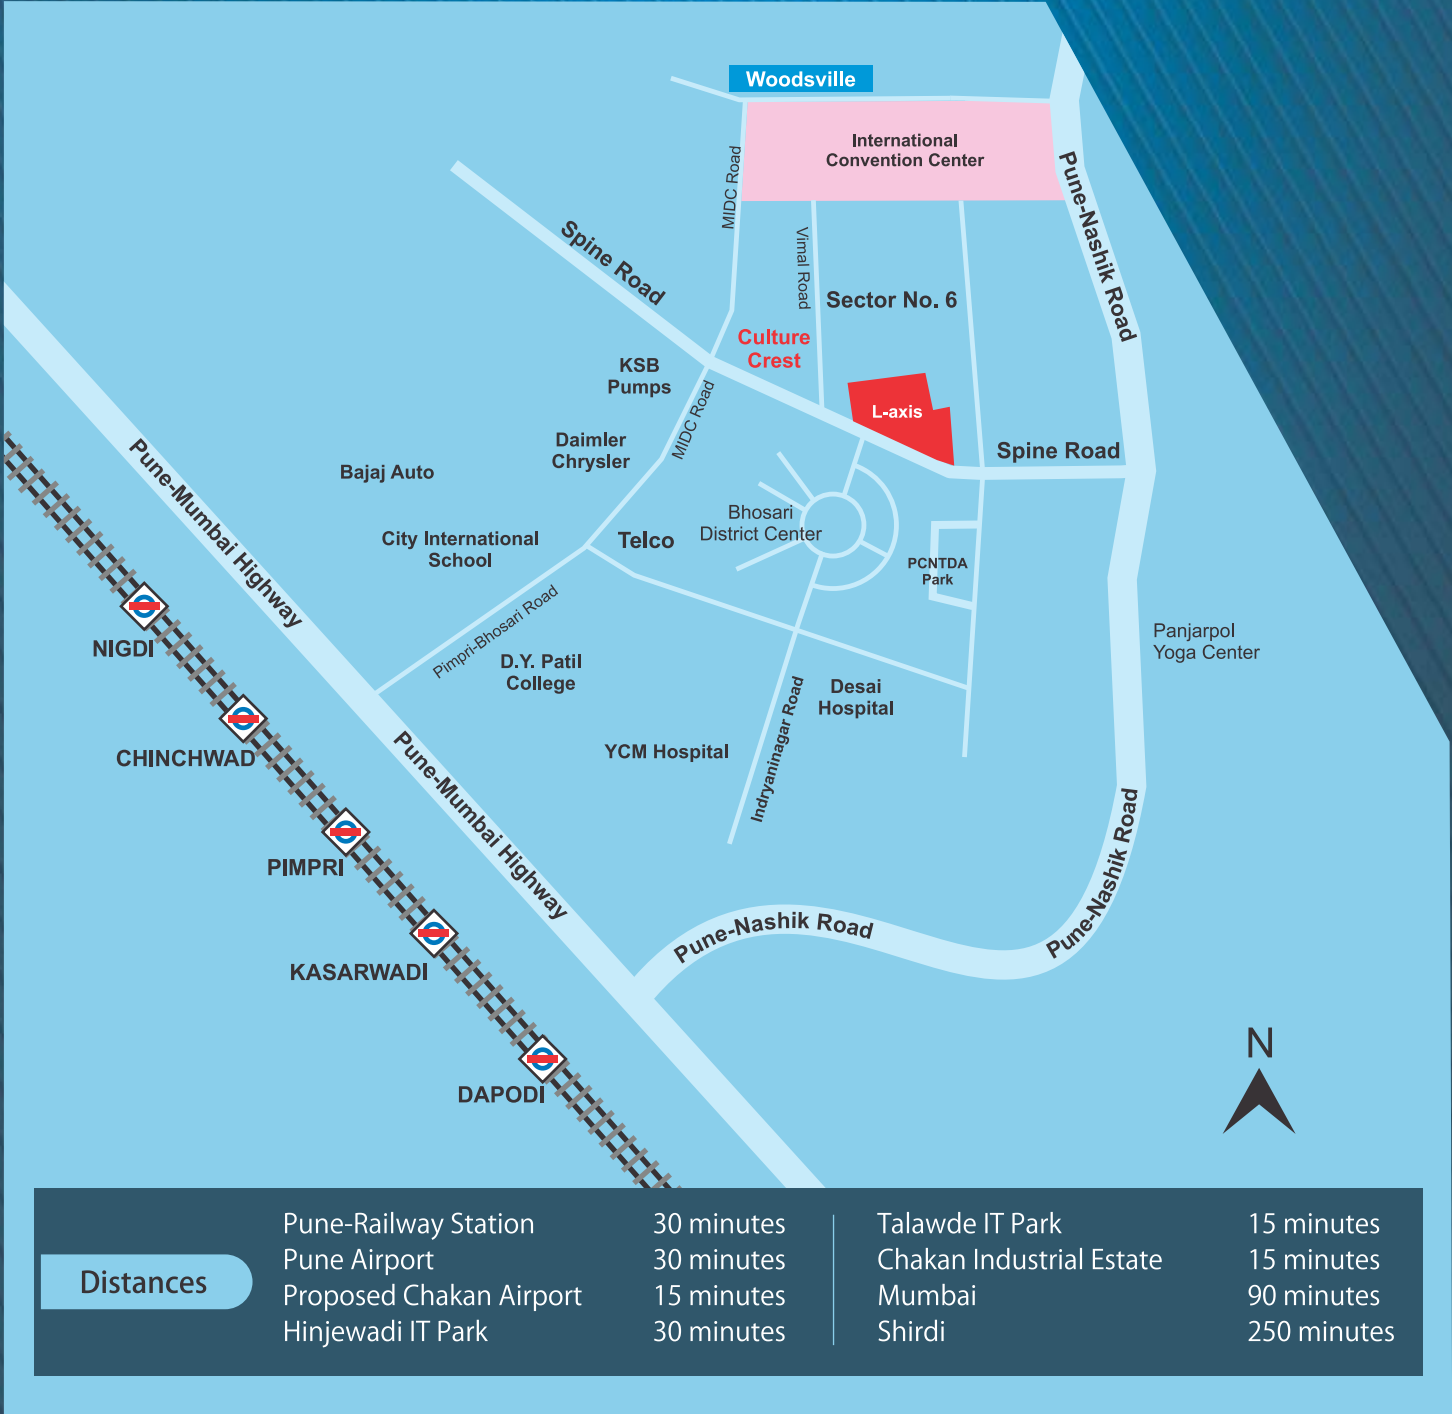 Woodsville
International
Convention Center
MIDC Road
Pune-Nashik Road
Spine Road
Vimal Road
Sector No. 6
Culture
Crest
KSB
Pumps
MIDC Road
L-axis
Daimler
Chrysler
Spine Road
Bajaj Auto
Pune-Mumbai Highway
Bhosari
District Center
City International
School
Telco
PCNTDA
Park
Pimpri-Bhosari Road
Panjarpol
Yoga Center
NIGDI
D.Y. Patil
College
Desai
Hospital
Indryaninagar Road
YCM Hospital
CHINCHWAD
Pune-Mumbai Highway
Pune-Nashik Road
PIMPRI
Pune-Nashik Road
KASARWADI
N
DAPODI
Distances
Pune-Railway Station 30 minutes
Pune Airport 30 minutes
Proposed Chakan Airport 15 minutes
Hinjewadi IT Park 30 minutes
Talawde IT Park 15 minutes
Chakan Industrial Estate 15 minutes
Mumbai 90 minutes
Shirdi 250 minutes